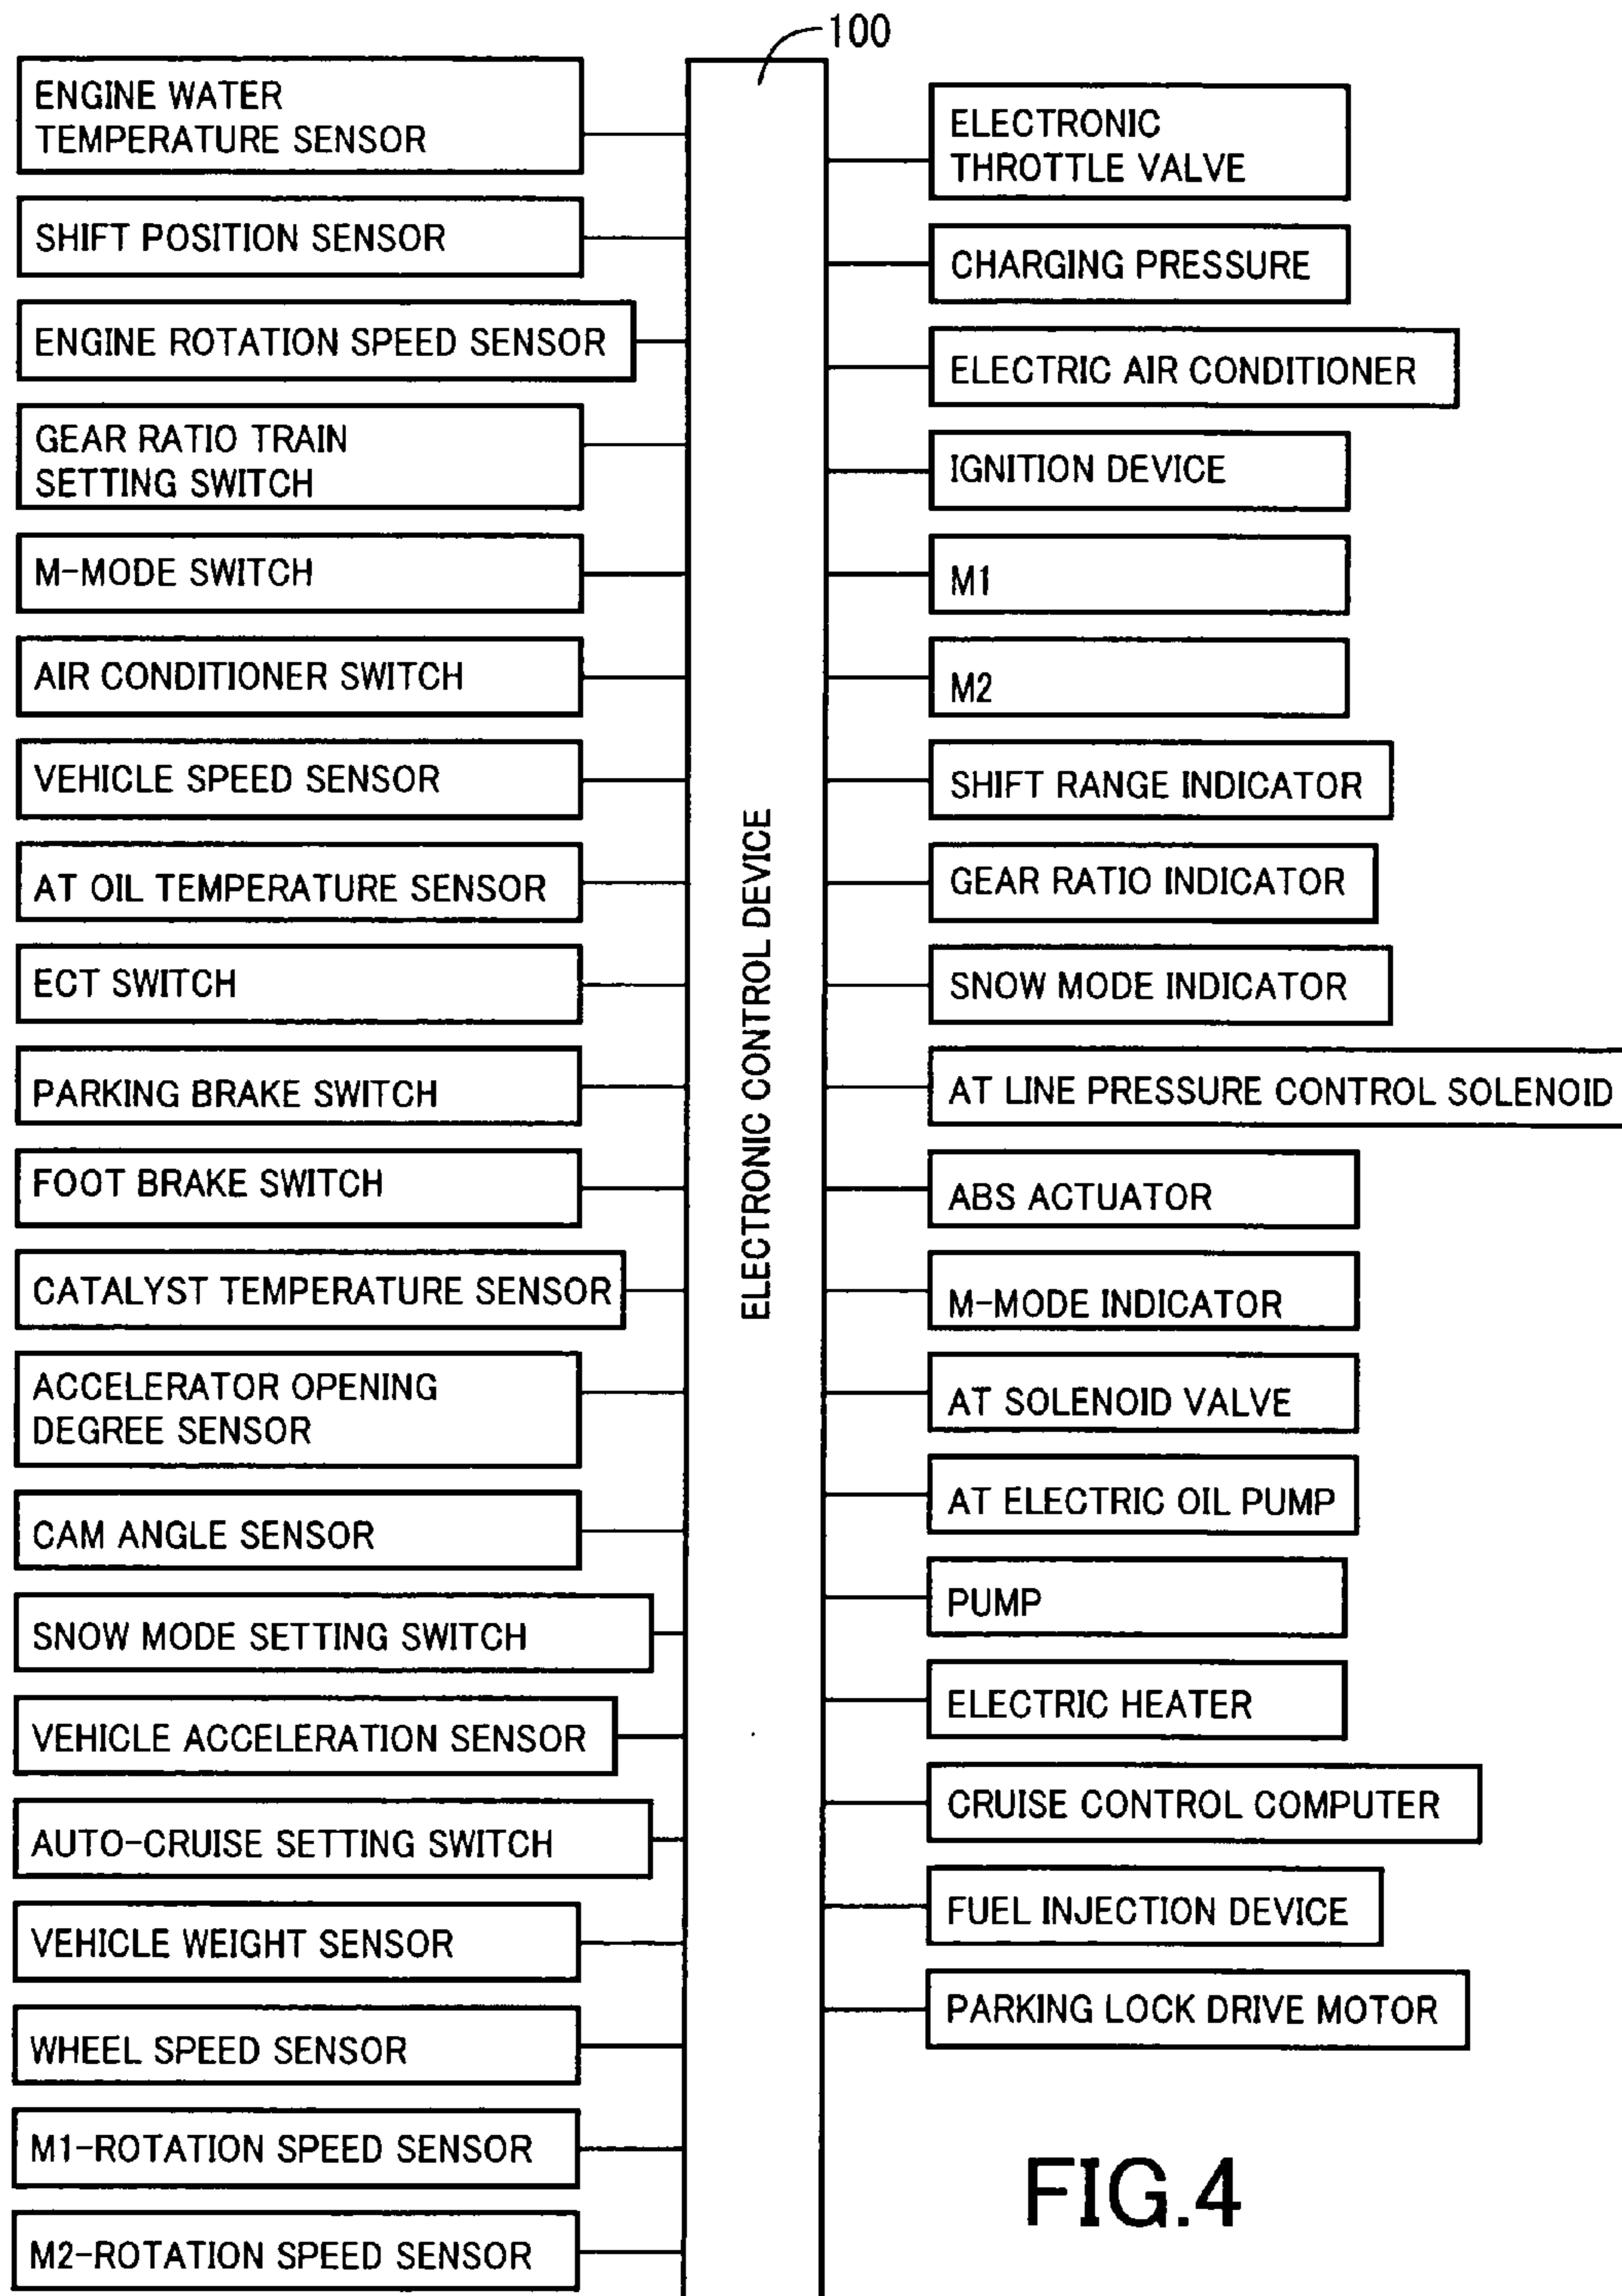 100
ENGINE WATER
TEMPERATURE SENSOR
SHIFT POSITION SENSOR
ENGINE ROTATION SPEED SENSOR
GEAR RATIO TRAIN
SETTING SWITCH
M-MODE SWITCH
AIR CONDITIONER SWITCH
VEHICLE SPEED SENSOR
AT OIL TEMPERATURE SENSOR
ECT SWITCH
PARKING BRAKE SWITCH
FOOT BRAKE SWITCH
CATALYST TEMPERATURE SENSOR
ACCELERATOR OPENING
DEGREE SENSOR
CAM ANGLE SENSOR
SNOW MODE SETTING SWITCH
VEHICLE ACCELERATION SENSOR
AUTO-CRUISE SETTING SWITCH
VEHICLE WEIGHT SENSOR
WHEEL SPEED SENSOR
M1-ROTATION SPEED SENSOR
M2-ROTATION SPEED SENSOR
ELECTRONIC CONTROL DEVICE
ELECTRONIC
THROTTLE VALVE
CHARGING PRESSURE
ELECTRIC AIR CONDITIONER
IGNITION DEVICE
M1
M2
SHIFT RANGE INDICATOR
GEAR RATIO INDICATOR
SNOW MODE INDICATOR
AT LINE PRESSURE CONTROL SOLENOID
ABS ACTUATOR
M-MODE INDICATOR
AT SOLENOID VALVE
AT ELECTRIC OIL PUMP
PUMP
ELECTRIC HEATER
CRUISE CONTROL COMPUTER
FUEL INJECTION DEVICE
PARKING LOCK DRIVE MOTOR
FIG.4